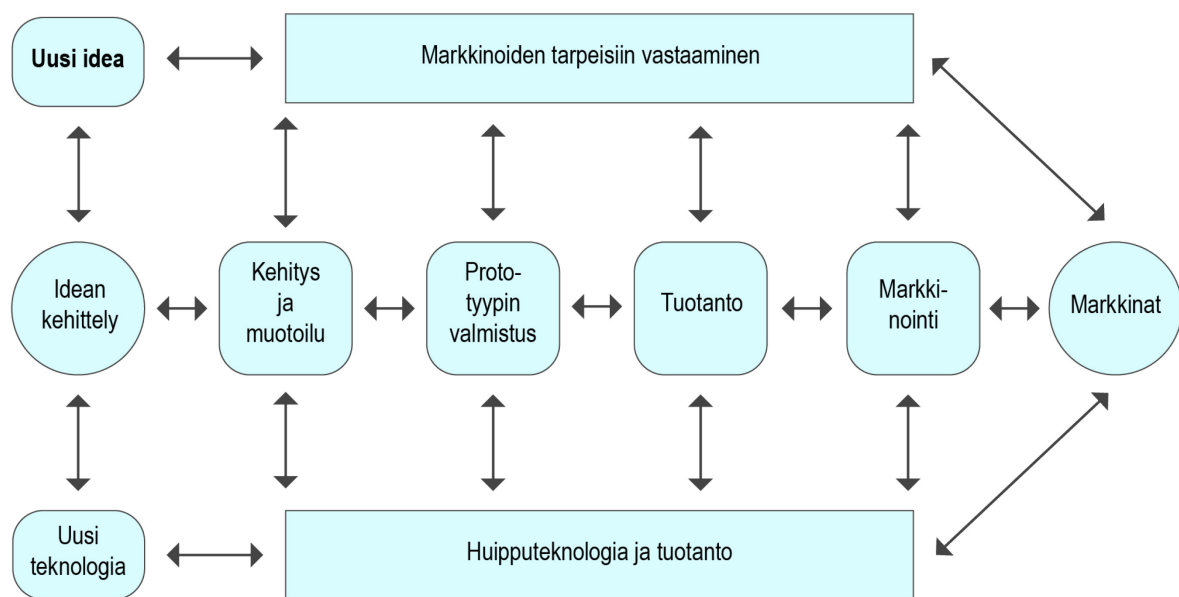 Uusi idea
Markkinoiden tarpeisiin vastaaminen
Idean
kehittely
Kehitys
ja
muotoilu
Proto-
tyypin
valmistus
Tuotanto
Markki-
nointi
Markkinat
Uusi
teknologia
Huipputeknologia ja tuotanto